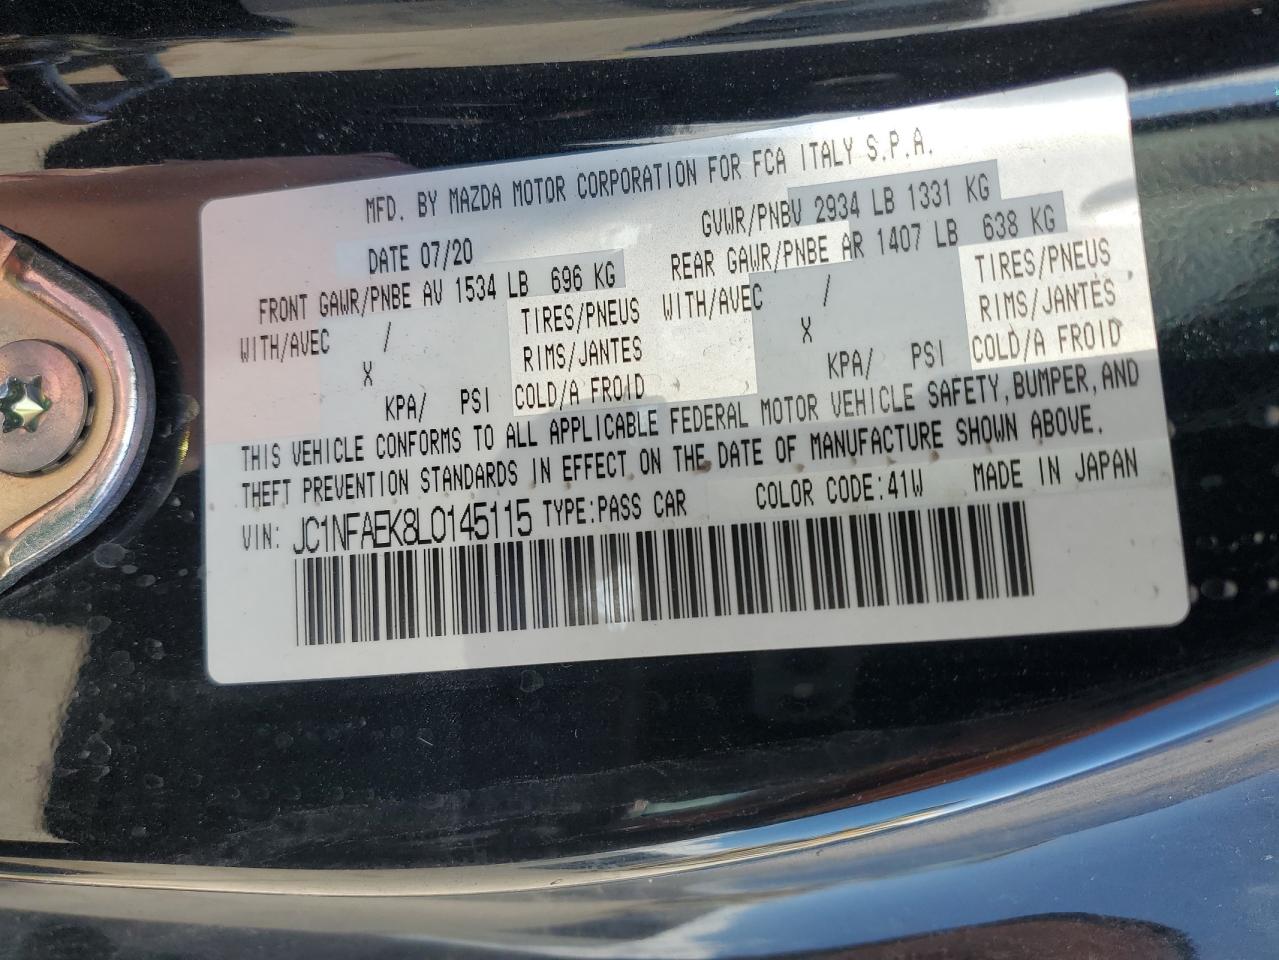 MFD. BY MAZDA MOTOR CORPORATION FOR FCA ITALY S.P.A.
DATE 07/20 GVWR/PNBV 2934 LB 1331 KG
FRONT GAWR/PNBE AV 1534 LB 696 KG REAR GAWR/PNBE AR 1407 LB 638 KG
WITH/AVEC / TIRES/PNEUS WITH/AVEC / TIRES/PNEUS
X RIMS/JANTES X RIMS/JANTES
KPA/ PSI COLD/A FROID KPA/ PSI COLD/A FROID
THIS VEHICLE CONFORMS TO ALL APPLICABLE FEDERAL MOTOR VEHICLE SAFETY, BUMPER, AND
THEFT PREVENTION STANDARDS IN EFFECT ON THE DATE OF MANUFACTURE SHOWN ABOVE.
VIN: JC1NFAEK8L0145115 TYPE:PASS CAR COLOR CODE:41W MADE IN JAPAN